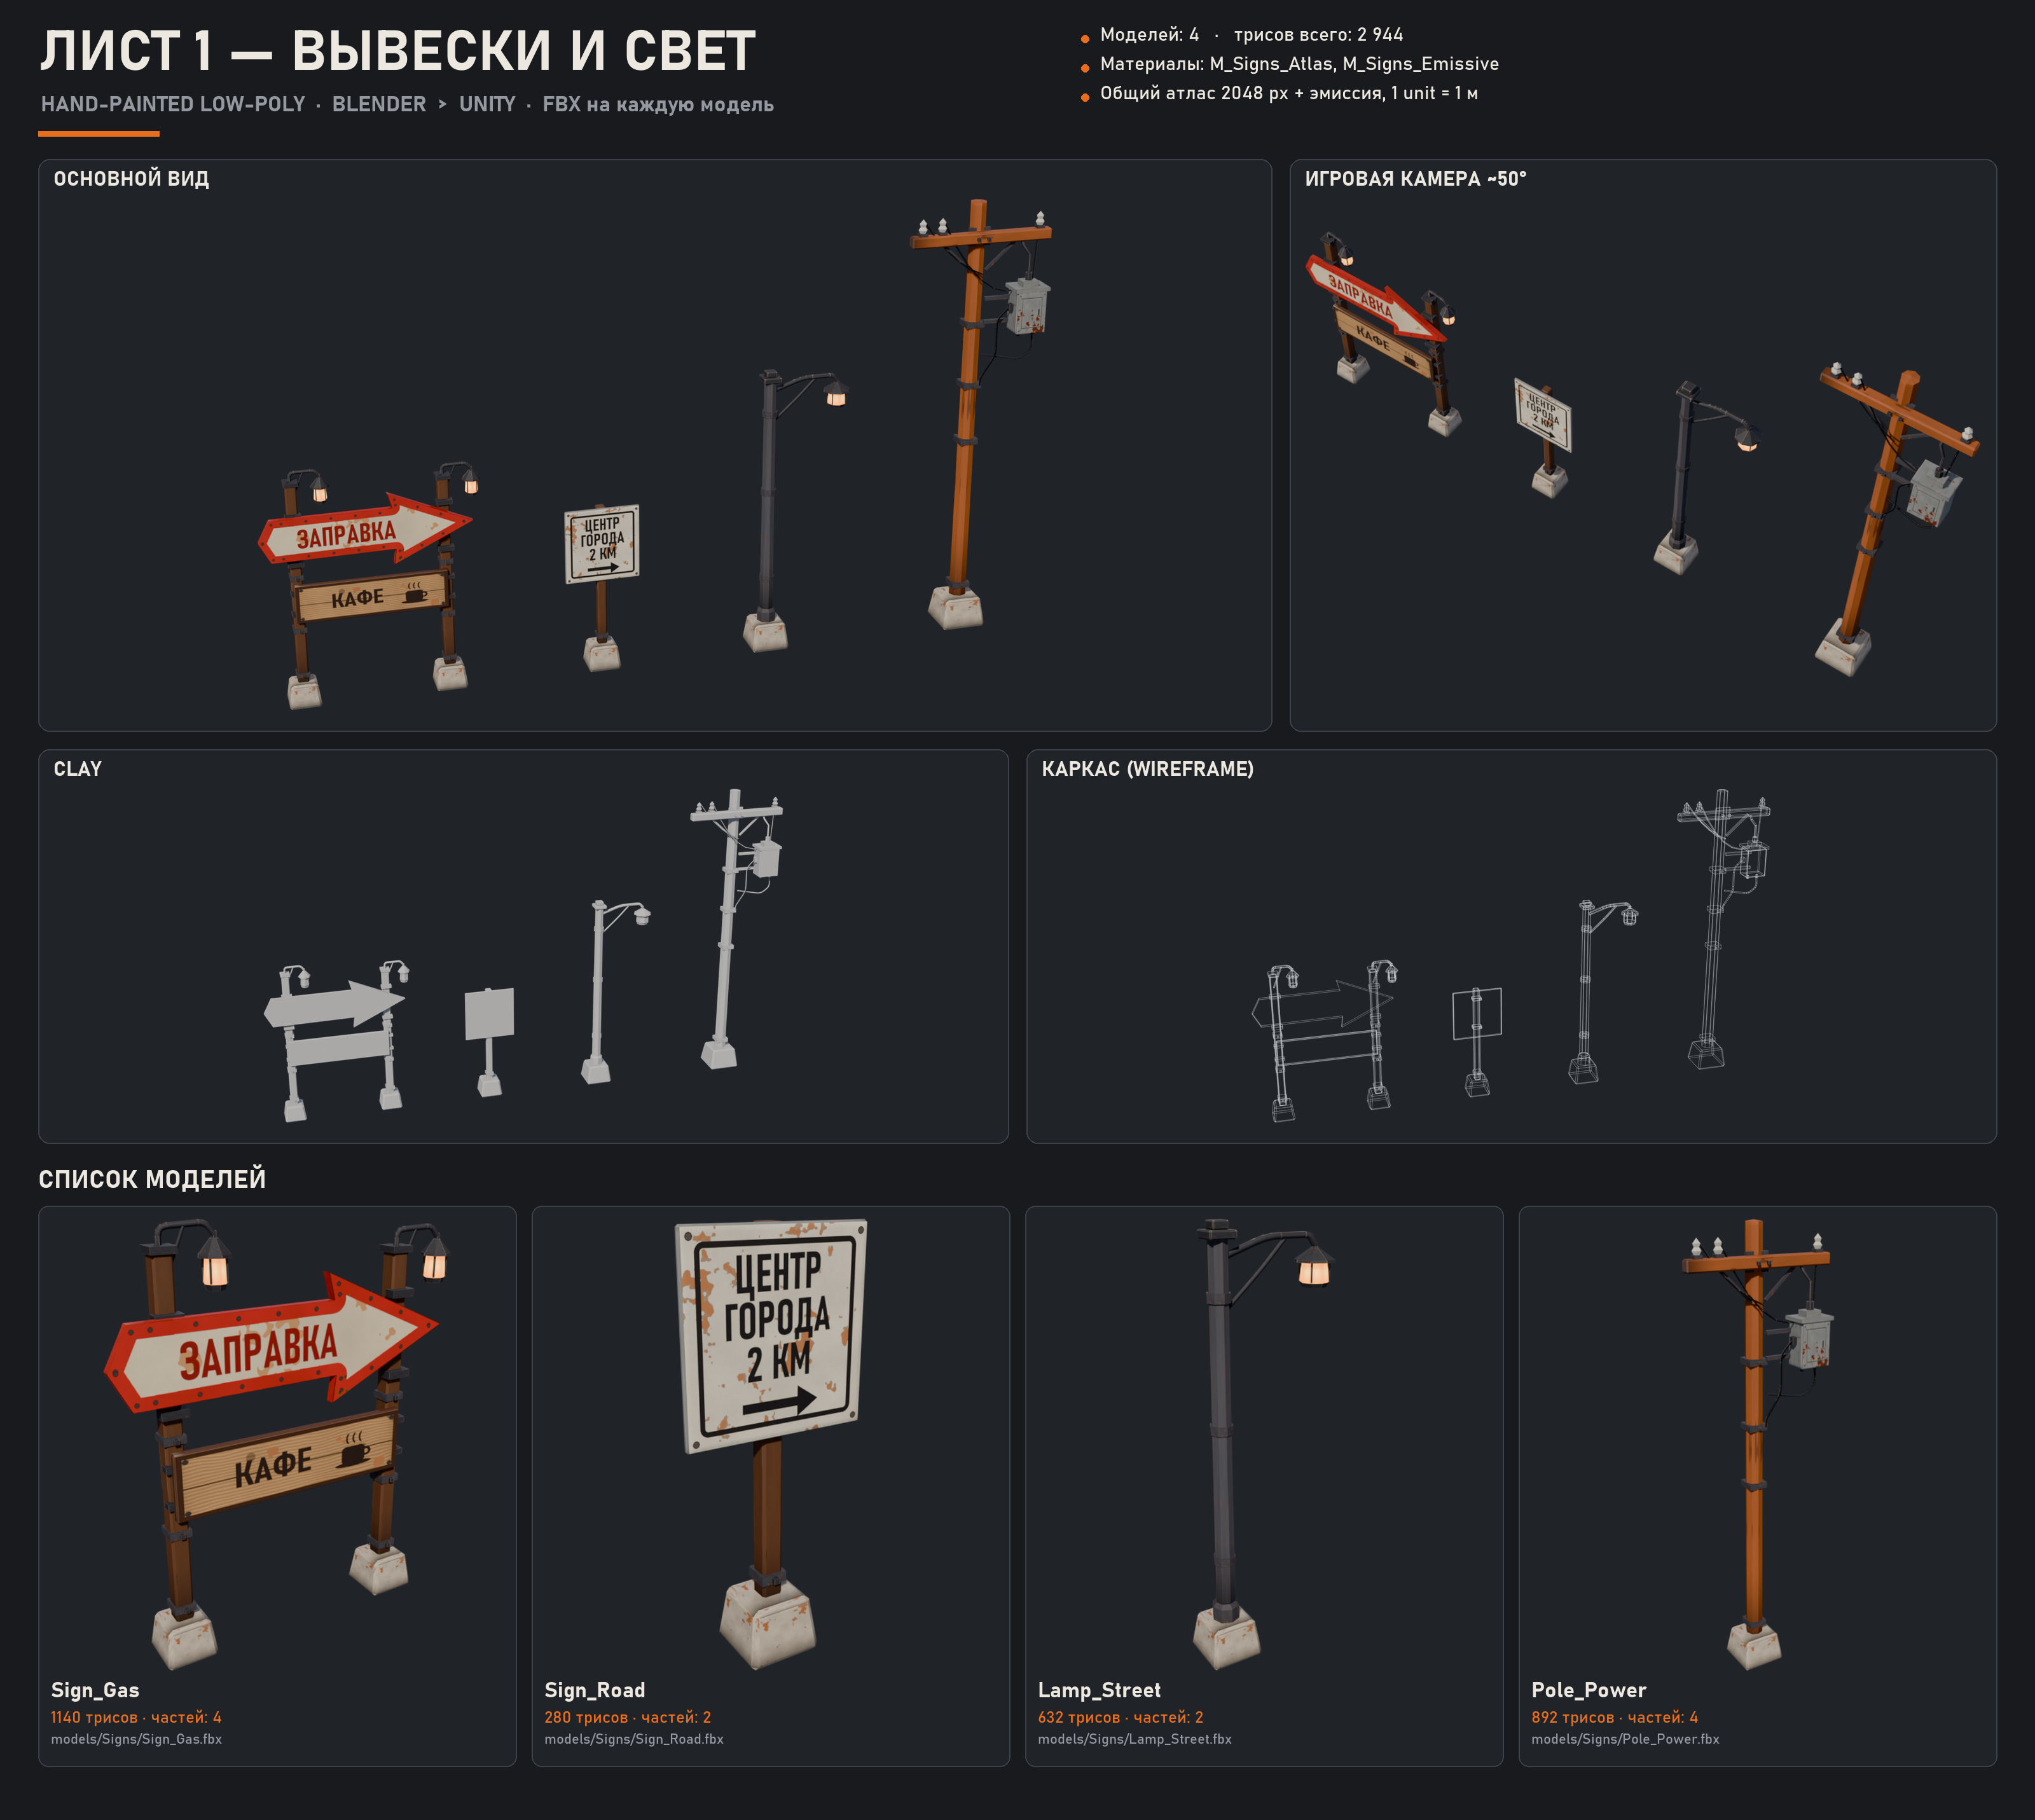 ЛИСТ 1 — ВЫВЕСКИ И СВЕТ
HAND-PAINTED LOW-POLY · BLENDER > UNITY · FBX на каждую модель
Моделей: 4 · трисов всего: 2 944
Материалы: M_Signs_Atlas, M_Signs_Emissive
Общий атлас 2048 px + эмиссия, 1 unit = 1 м
ОСНОВНОЙ ВИД
ЗАПРАВКА
КАФЕ
ЦЕНТР
ГОРОДА
2 КМ
ИГРОВАЯ КАМЕРА ~50°
ЗАПРАВКА
КАФЕ
ЦЕНТР
ГОРОДА
2 КМ
CLAY
КАРКАС (WIREFRAME)
СПИСОК МОДЕЛЕЙ
ЗАПРАВКА
КАФЕ
Sign_Gas
1140 трисов · частей: 4
models/Signs/Sign_Gas.fbx
ЦЕНТР
ГОРОДА
2 КМ
Sign_Road
280 трисов · частей: 2
models/Signs/Sign_Road.fbx
Lamp_Street
632 трисов · частей: 2
models/Signs/Lamp_Street.fbx
Pole_Power
892 трисов · частей: 4
models/Signs/Pole_Power.fbx